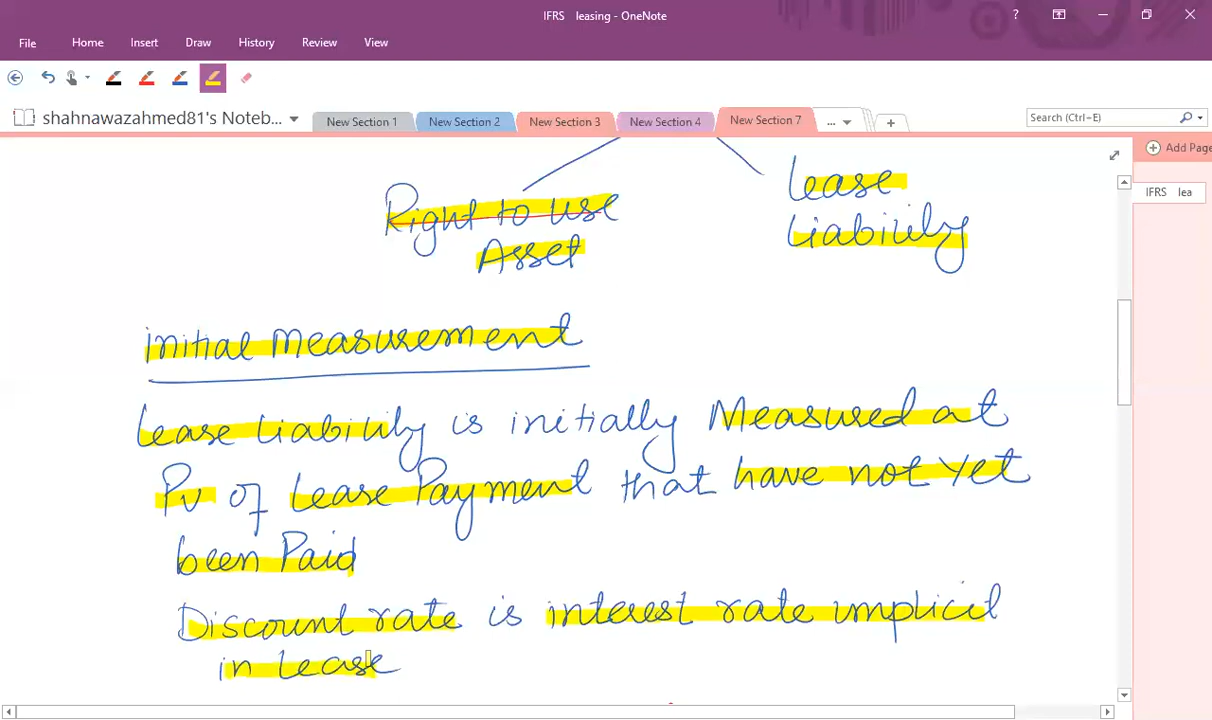 IFRS leasing - OneNote
?
File Home Insert Draw History Review View
shahnawazahmed81's Noteb... New Section 1 New Section 2 New Section 3 New Section 4 New Section 7 ... + Search (Ctrl-E)
Add Page
IFRS lea
Right to use
Asset
Lease
Liability
initial measurement
Lease Liability is initially Measured at
Pv of Lease Payment that have not yet
been Paid
Discount rate is interest rate implicit
in Lease